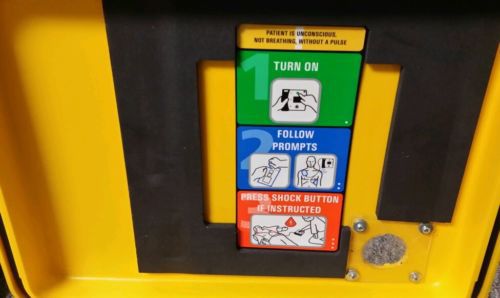 PATIENT IS UNCONSCIOUS,
NOT BREATHING, WITHOUT A PULSE
1
TURN ON
2
FOLLOW
PROMPTS
3
PRESS SHOCK BUTTON
IF INSTRUCTED